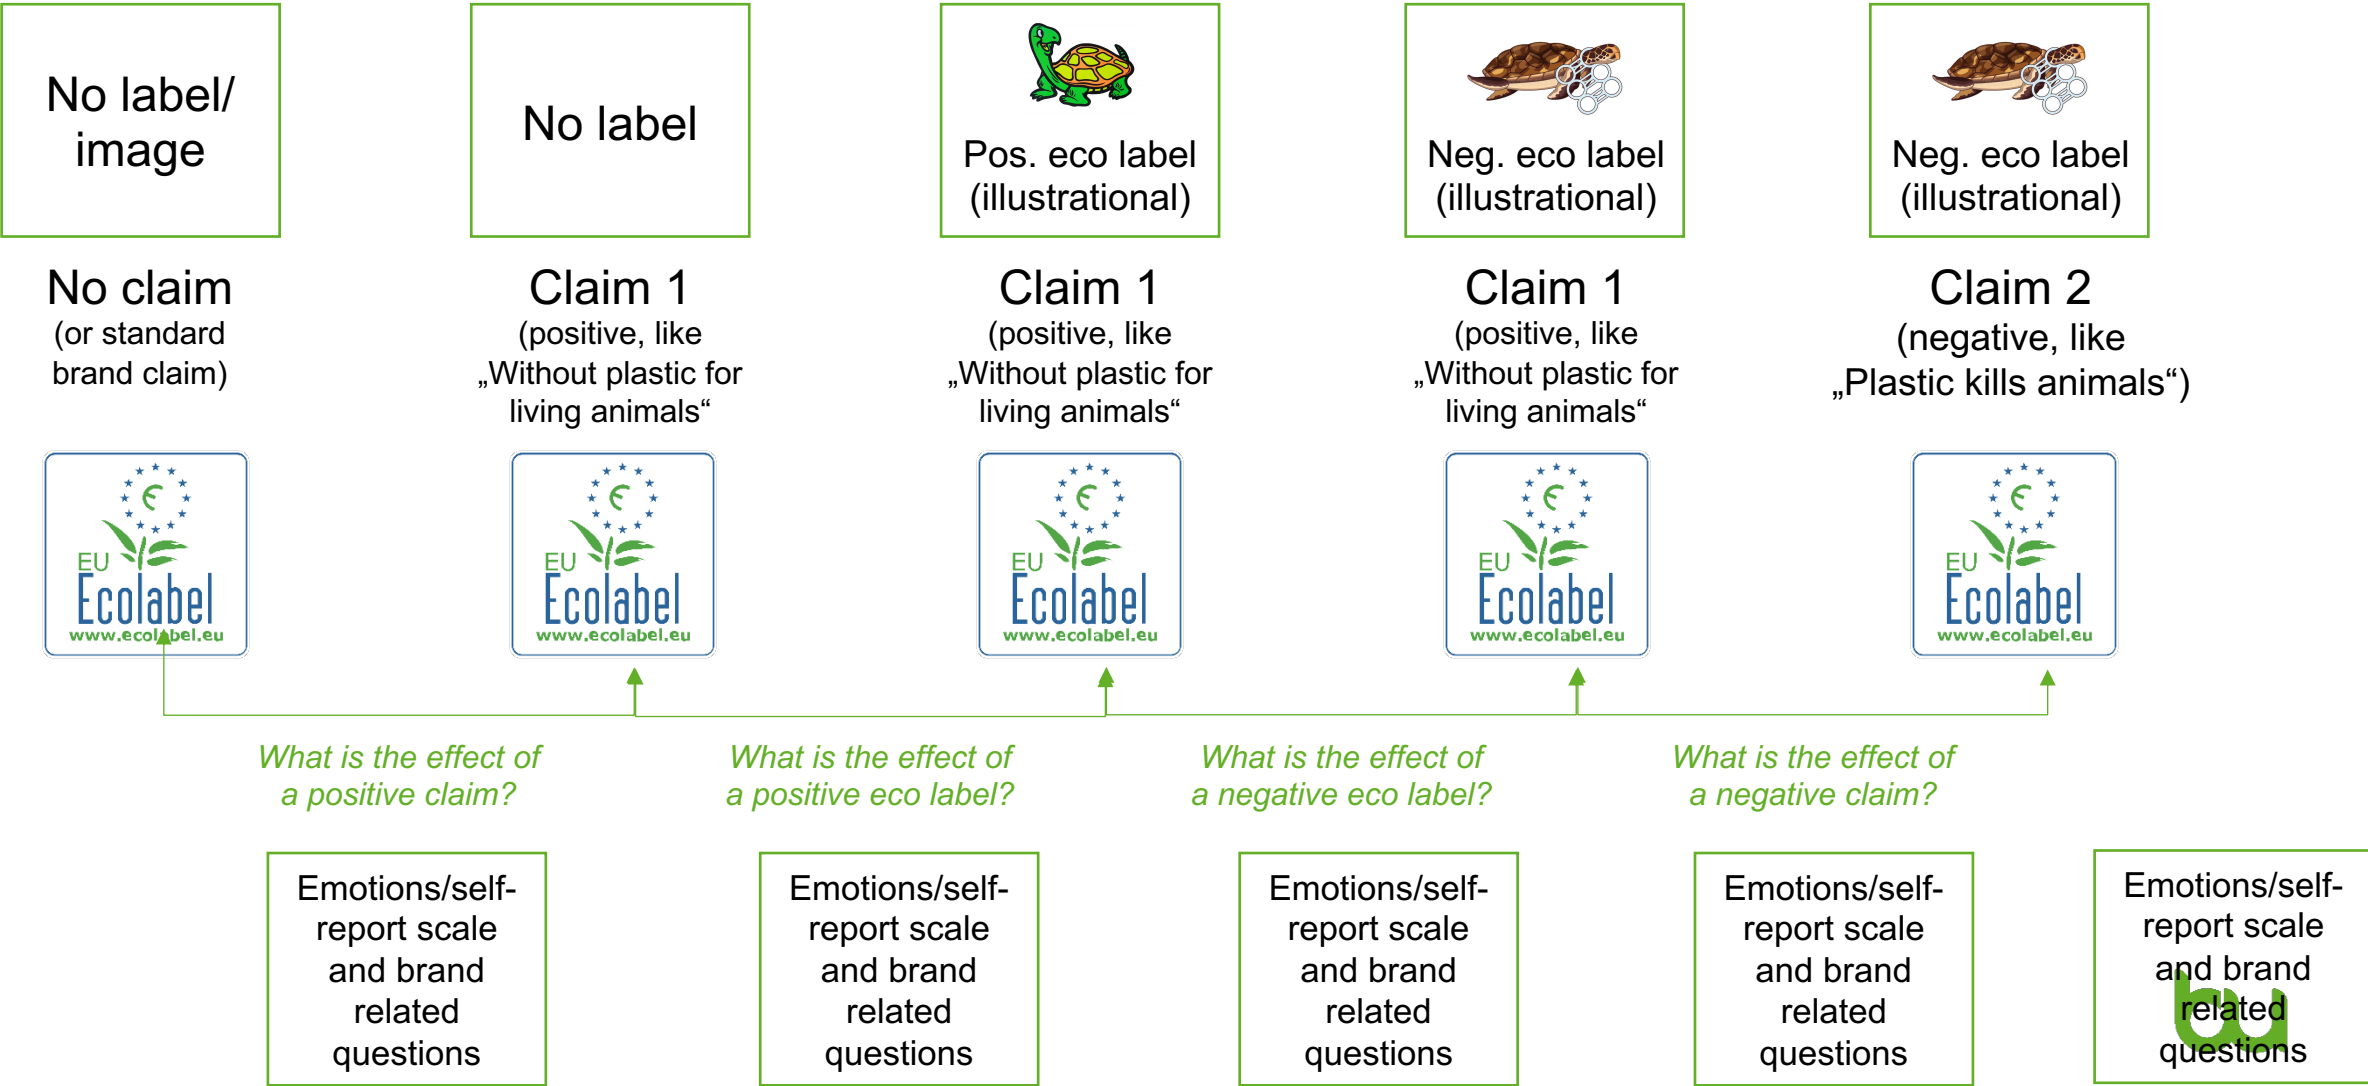 No label/
image
No label
Pos. eco label
(illustrational)
Neg. eco label
(illustrational)
Neg. eco label
(illustrational)
No claim
(or standard
brand claim)
Claim 1
(positive, like
„Without plastic for
living animals“
Claim 1
(positive, like
„Without plastic for
living animals“
Claim 1
(positive, like
„Without plastic for
living animals“
Claim 2
(negative, like
„Plastic kills animals“)
EU
Ecolabel
www.ecolabel.eu
EU
Ecolabel
www.ecolabel.eu
EU
Ecolabel
www.ecolabel.eu
EU
Ecolabel
www.ecolabel.eu
EU
Ecolabel
www.ecolabel.eu
What is the effect of
a positive claim?
What is the effect of
a positive eco label?
What is the effect of
a negative eco label?
What is the effect of
a negative claim?
Emotions/self-
report scale
and brand
related
questions
Emotions/self-
report scale
and brand
related
questions
Emotions/self-
report scale
and brand
related
questions
Emotions/self-
report scale
and brand
related
questions
Emotions/self-
report scale
and brand
related
questions
bu